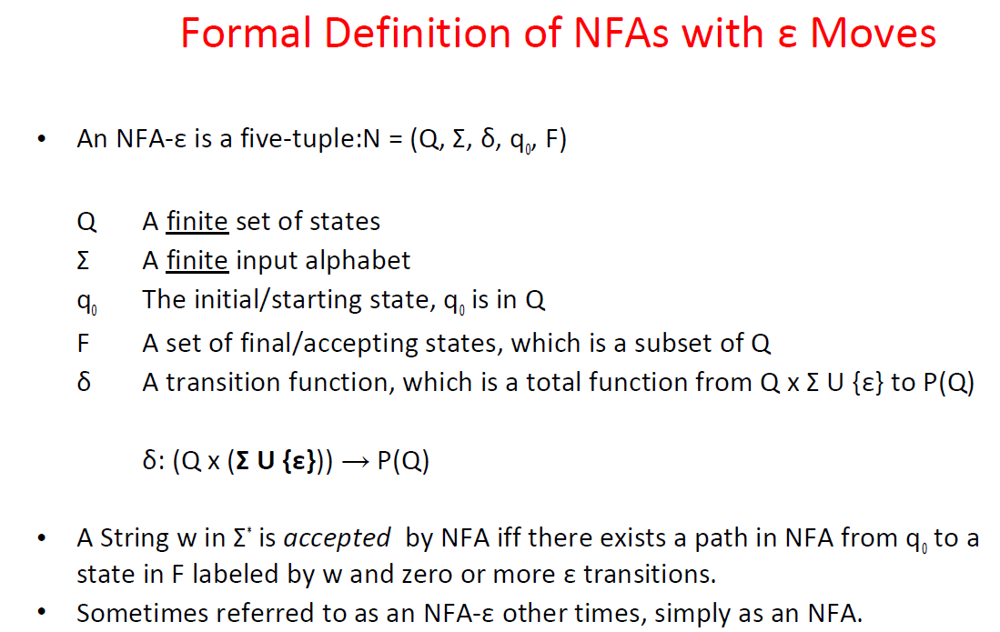 Formal Definition of NFAs with ε Moves
• An NFA-ε is a five-tuple:N = (Q, Σ, δ, q₀, F)
Q A finite set of states
Σ A finite input alphabet
q₀ The initial/starting state, q₀ is in Q
F A set of final/accepting states, which is a subset of Q
δ A transition function, which is a total function from Q x Σ U {ε} to P(Q)
δ: (Q x (Σ U {ε})) → P(Q)
• A String w in Σ* is accepted by NFA iff there exists a path in NFA from q₀ to a
state in F labeled by w and zero or more ε transitions.
• Sometimes referred to as an NFA-ε other times, simply as an NFA.